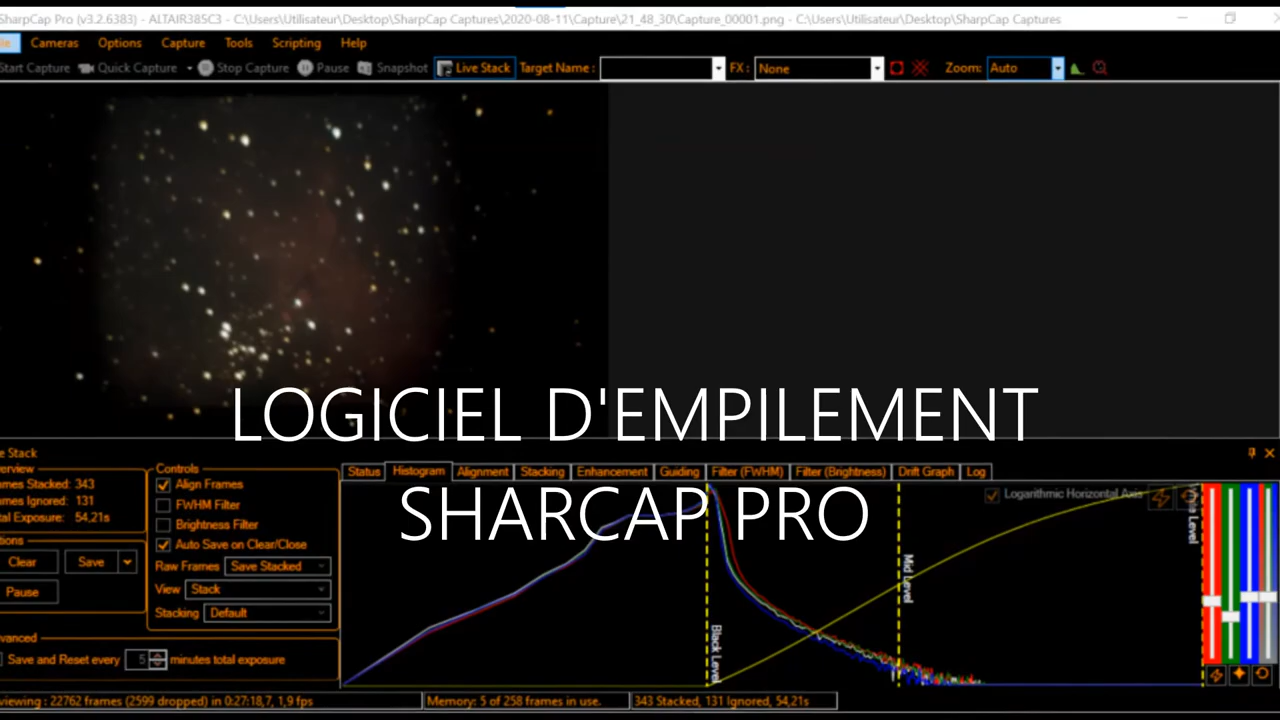 SharpCap Pro (v3.2.6383) - ALTAIR385C3 - C:\Users\Utilisateur\Desktop\SharpCap Captures\2020-08-11\Capture\21_48_30\Capture_00001.png - C:\Users\Utilisateur\Desktop\SharpCap Captures
Cameras Options Capture Tools Scripting Help
Start Capture Quick Capture Stop Capture Pause Snapshot Live Stack Target Name : FX : None Zoom: Auto
LOGICIEL D'EMPILEMENT
SHARCAP PRO
e Stack
erview
mes Stacked: 343
mes Ignored: 131
tal Exposure: 54,21s
tions
Clear Save
Pause
Controls
Align Frames
FWHM Filter
Brightness Filter
Auto Save on Clear/Close
Raw Frames Save Stacked
View Stack
Stacking Default
vanced
Save and Reset every 5 minutes total exposure
Status Histogram Alignment Stacking Enhancement Guiding Filter (FWHM) Filter (Brightness) Drift Graph Log
Logarithmic Horizontal Axis
Black Level
Mid Level
White Level
viewing : 22762 frames (2599 dropped) in 0:27:18,7, 1,9 fps Memory: 5 of 258 frames in use. 343 Stacked, 131 Ignored, 54,21s